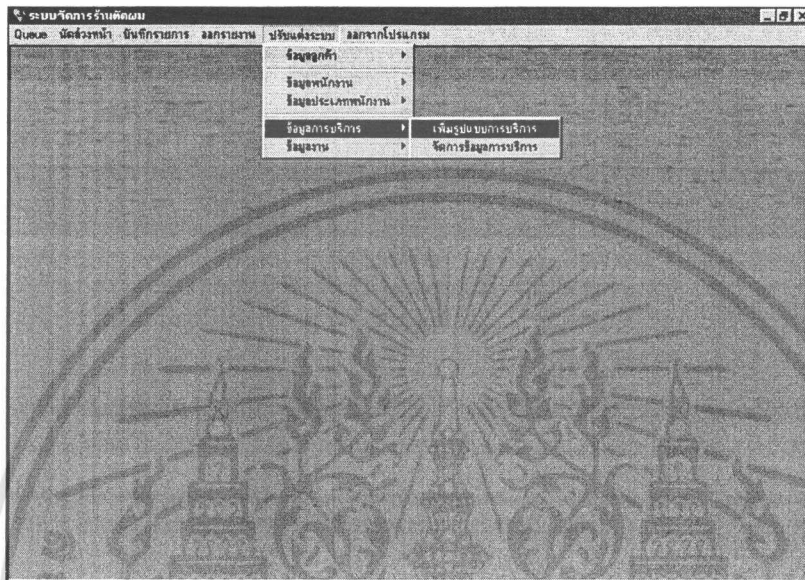 ระบบจัดการร้านตัดผม
Queue นัดล่วงหน้า บันทึกรายการ ออกรายงาน ปรับแต่งระบบ ออกจากโปรแกรม
ข้อมูลลูกค้า
ข้อมูลพนักงาน
ข้อมูลประเภทพนักงาน
ข้อมูลการบริการ เพิ่มรูปแบบการบริการ
ข้อมูลงาน จัดการข้อมูลการบริการ